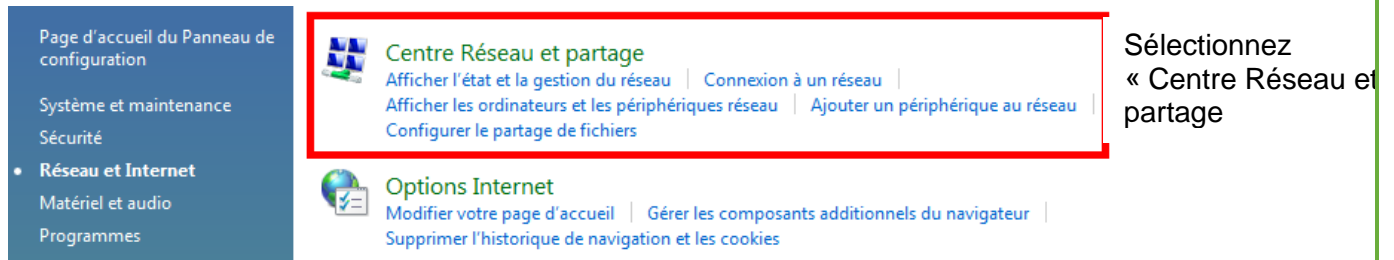 Page d'accueil du Panneau de
configuration
Système et maintenance
Sécurité
• Réseau et Internet
Matériel et audio
Programmes
Centre Réseau et partage
Afficher l'état et la gestion du réseau | Connexion à un réseau |
Afficher les ordinateurs et les périphériques réseau | Ajouter un périphérique au réseau |
Configurer le partage de fichiers
Options Internet
Modifier votre page d'accueil | Gérer les composants additionnels du navigateur |
Supprimer l'historique de navigation et les cookies
Sélectionnez
« Centre Réseau et
partage